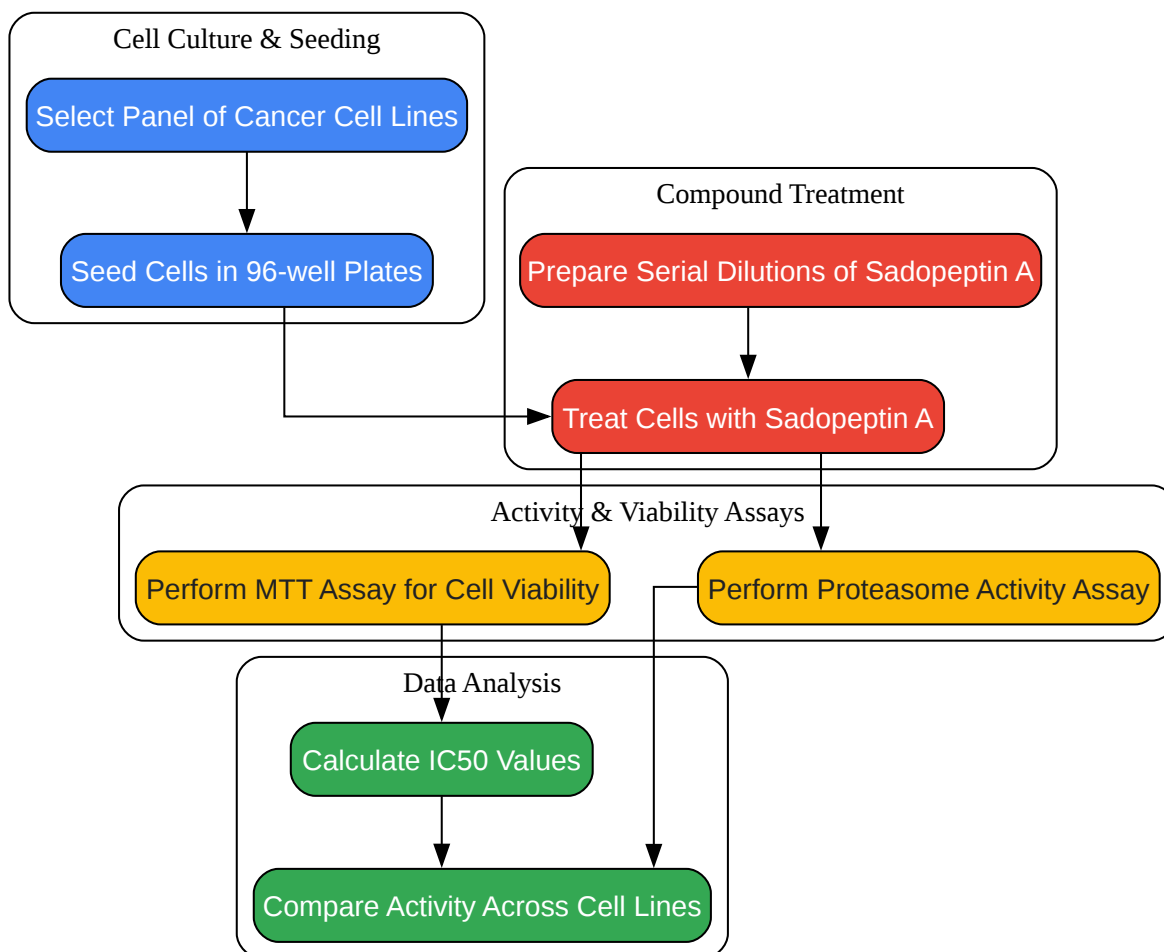 Cell Culture & Seeding
Select Panel of Cancer Cell Lines
Seed Cells in 96-well Plates
Compound Treatment
Prepare Serial Dilutions of Sadopeptin A
Treat Cells with Sadopeptin A
Activity & Viability Assays
Perform MTT Assay for Cell Viability
Perform Proteasome Activity Assay
Data Analysis
Calculate IC50 Values
Compare Activity Across Cell Lines